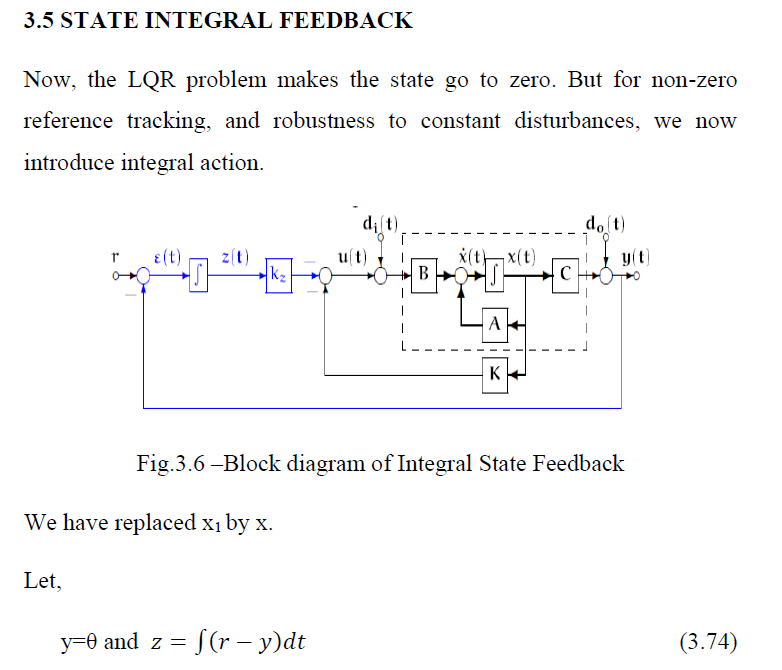 3.5 STATE INTEGRAL FEEDBACK
Now, the LQR problem makes the state go to zero. But for non-zero
reference tracking, and robustness to constant disturbances, we now
introduce integral action.
dᵢ(t) dₒ(t)
r ε(t) z(t) u(t) ẋ(t) x(t) y(t)
∫ k_z B ∫ C
A
K
Fig.3.6 –Block diagram of Integral State Feedback
We have replaced x₁ by x.
Let,
y=θ and z = ∫(r − y)dt (3.74)